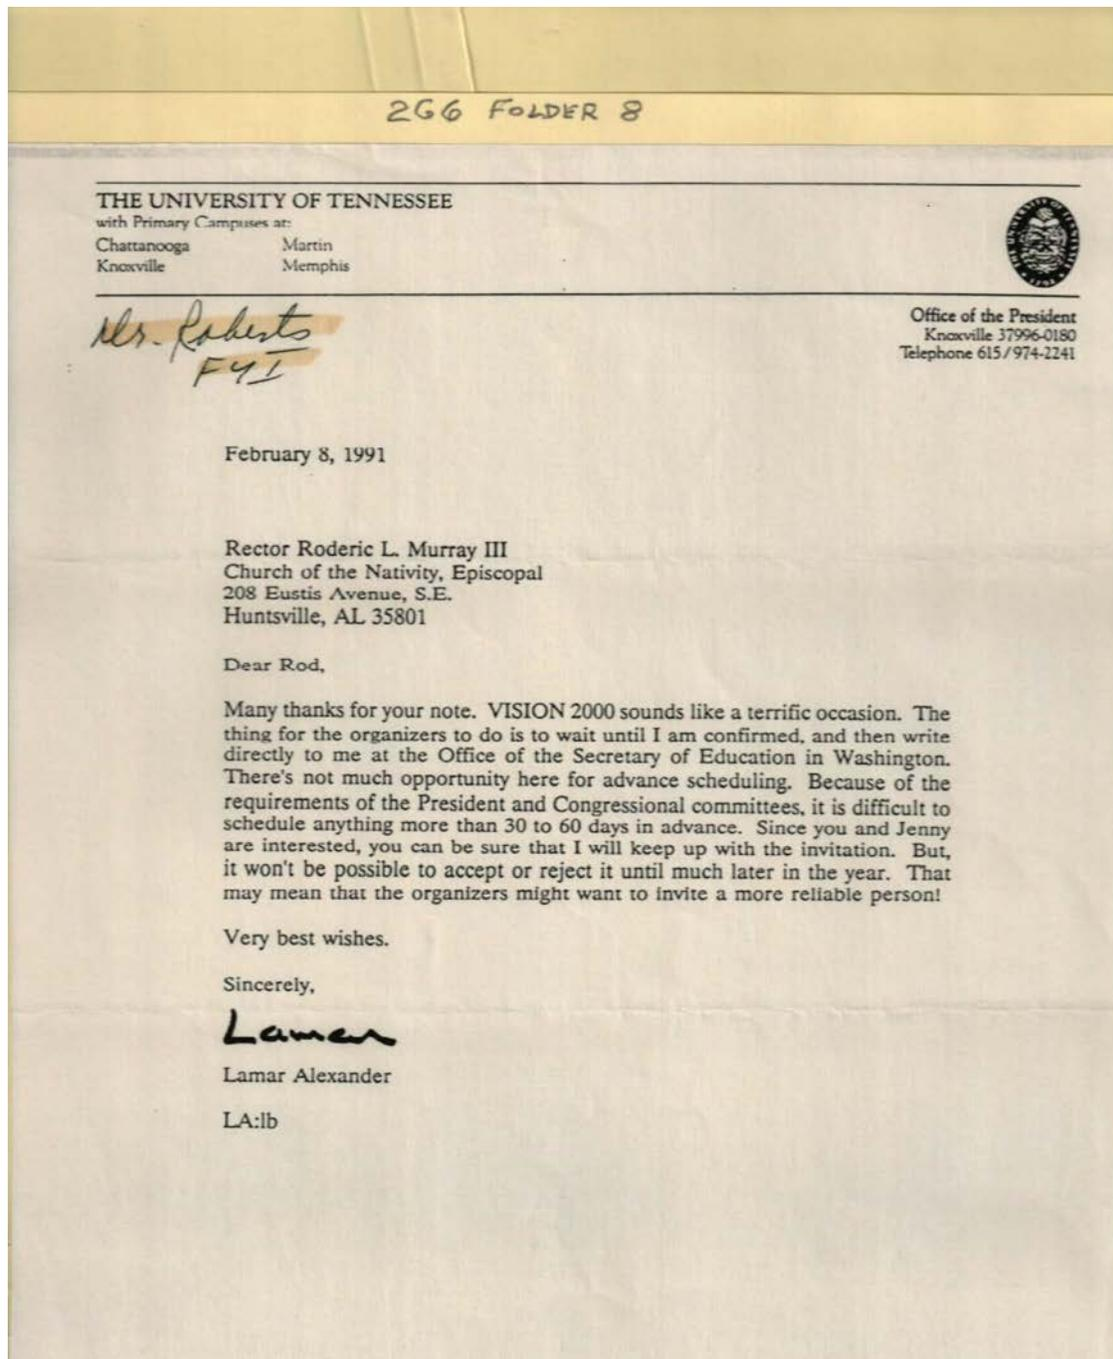 2G6 FOLDER 8
THE UNIVERSITY OF TENNESSEE
with Primary Campuses at:
Chattanooga Martin
Knoxville Memphis
Office of the President
Knoxville 37996-0180
Telephone 615/974-2241
Roberts
FYI
February 8, 1991
Rector Roderic L. Murray III
Church of the Nativity, Episcopal
208 Eustis Avenue, S.E.
Huntsville, AL 35801
Dear Rod,
Many thanks for your note. VISION 2000 sounds like a terrific occasion. The
thing for the organizers to do is to wait until I am confirmed, and then write
directly to me at the Office of the Secretary of Education in Washington.
There's not much opportunity here for advance scheduling. Because of the
requirements of the President and Congressional committees, it is difficult to
schedule anything more than 30 to 60 days in advance. Since you and Jenny
are interested, you can be sure that I will keep up with the invitation. But,
it won't be possible to accept or reject it until much later in the year. That
may mean that the organizers might want to invite a more reliable person!
Very best wishes.
Sincerely,
Lamar
Lamar Alexander
LA:lb